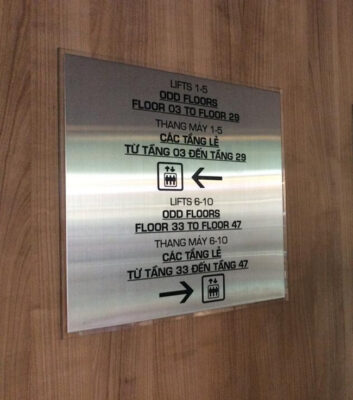 LIFTS 1-5
ODD FLOORS
FLOOR 03 TO FLOOR 29
THANG MÁY 1-5
CÁC TẦNG LẺ
TỪ TẦNG 03 ĐẾN TẦNG 29
LIFTS 6-10
ODD FLOORS
FLOOR 33 TO FLOOR 47
THANG MÁY 6-10
CÁC TẦNG LẺ
TỪ TẦNG 33 ĐẾN TẦNG 47